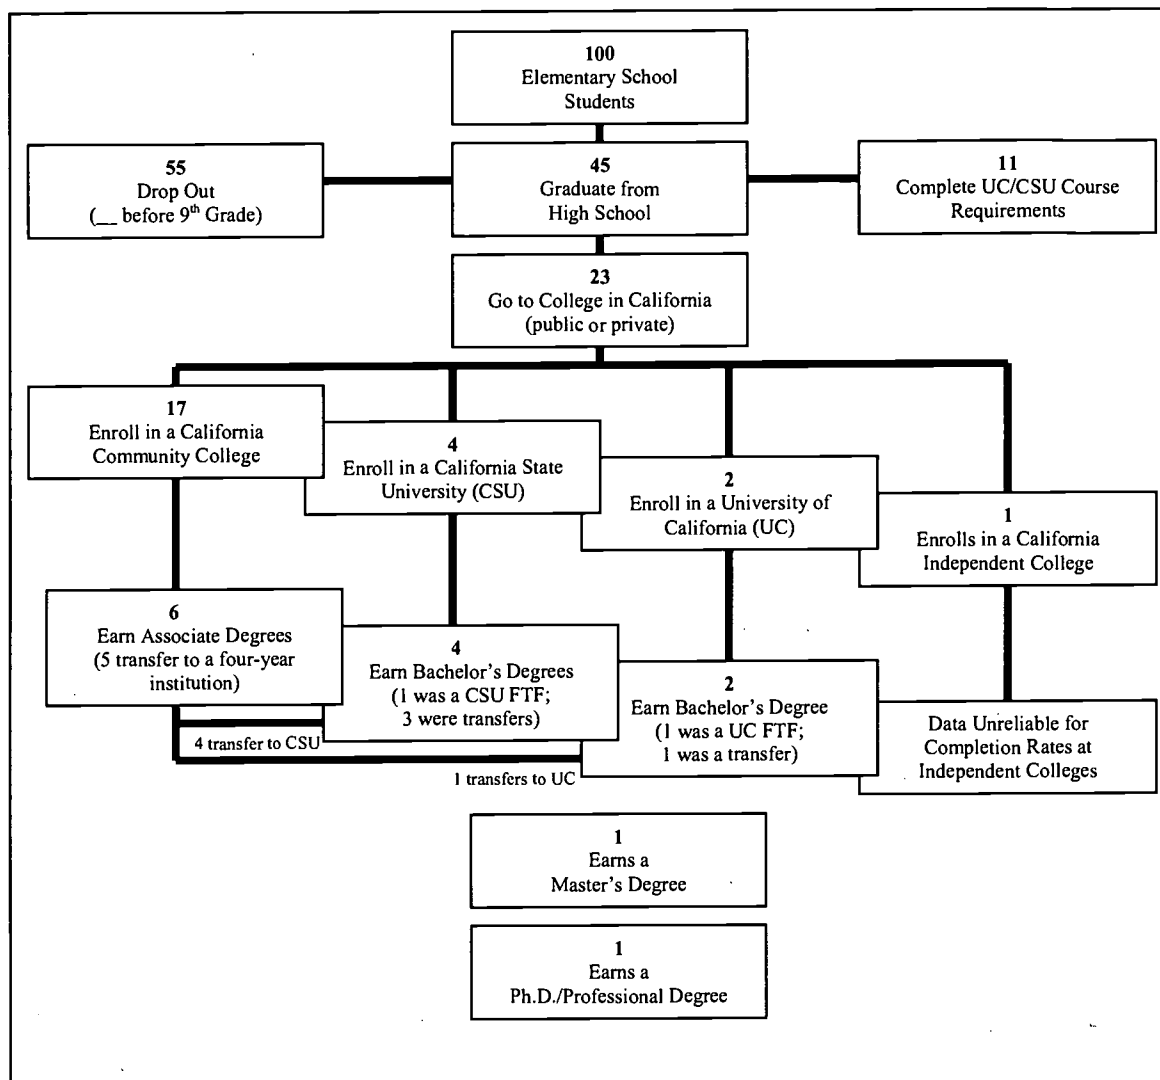 100
Elementary School
Students
55
Drop Out
(__ before 9th Grade)
45
Graduate from
High School
11
Complete UC/CSU Course
Requirements
23
Go to College in California
(public or private)
17
Enroll in a California
Community College
4
Enroll in a California State
University (CSU)
2
Enroll in a University of
California (UC)
1
Enrolls in a California
Independent College
6
Earn Associate Degrees
(5 transfer to a four-year
institution)
4
Earn Bachelor's Degrees
(1 was a CSU FTF;
3 were transfers)
2
Earn Bachelor's Degree
(1 was a UC FTF;
1 was a transfer)
Data Unreliable for
Completion Rates at
Independent Colleges
4 transfer to CSU
1 transfers to UC
1
Earns a
Master's Degree
1
Earns a
Ph.D./Professional Degree